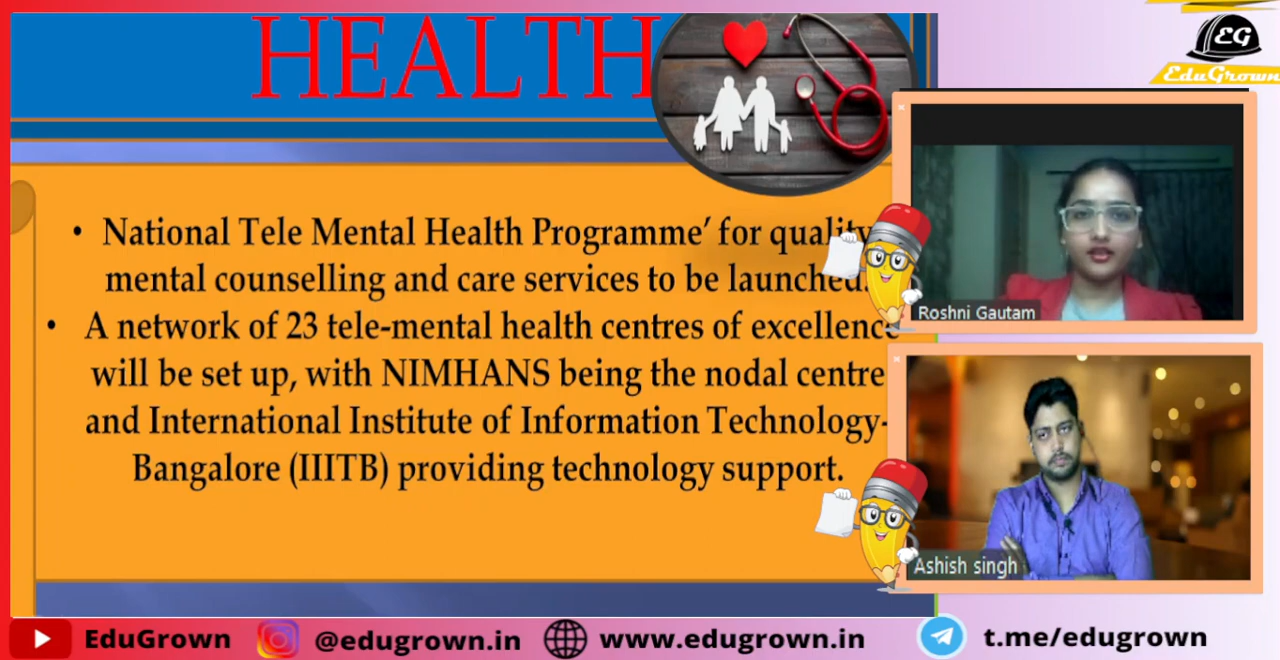 HEALTH
EG
EduGrown
• National Tele Mental Health Programme’ for quality
mental counselling and care services to be launched.
• A network of 23 tele-mental health centres of excellence
will be set up, with NIMHANS being the nodal centre
and International Institute of Information Technology-
Bangalore (IIITB) providing technology support.
Roshni Gautam
Ashish singh
EduGrown
@edugrown.in
www.edugrown.in
t.me/edugrown